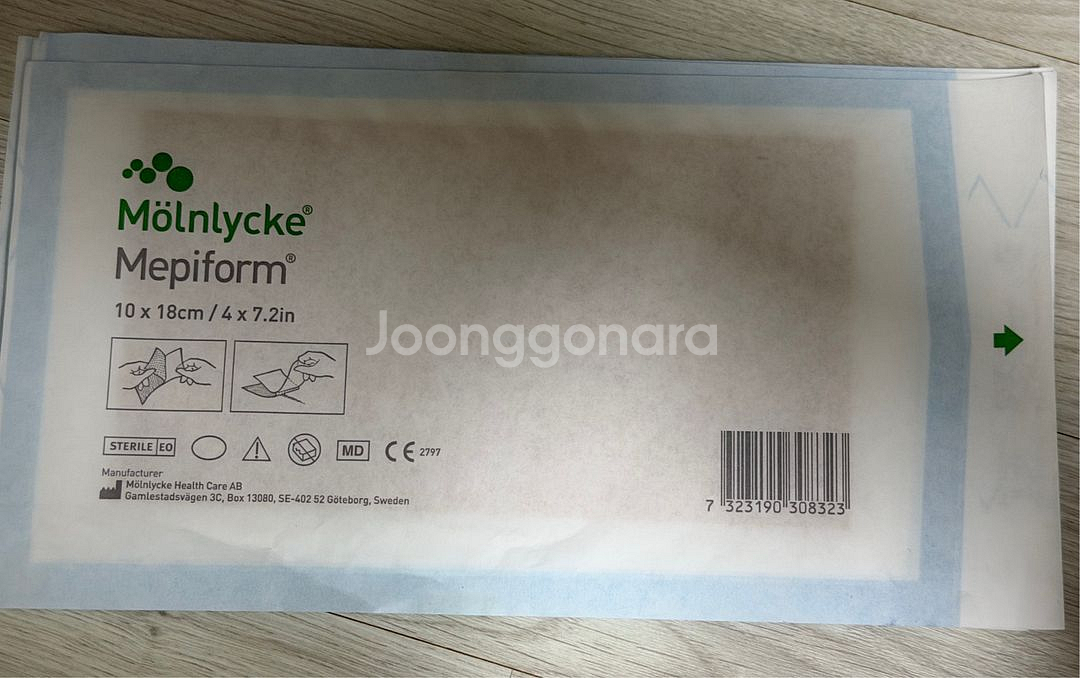 Mölnlycke®
Mepiform®
10 x 18cm / 4 x 7.2in
Joonggonara
STERILE EO
MD CE 2797
Manufacturer
Mölnlycke Health Care AB
Gamlestadsvägen 3C, Box 13080, SE-402 52 Göteborg, Sweden
7 323190 308323